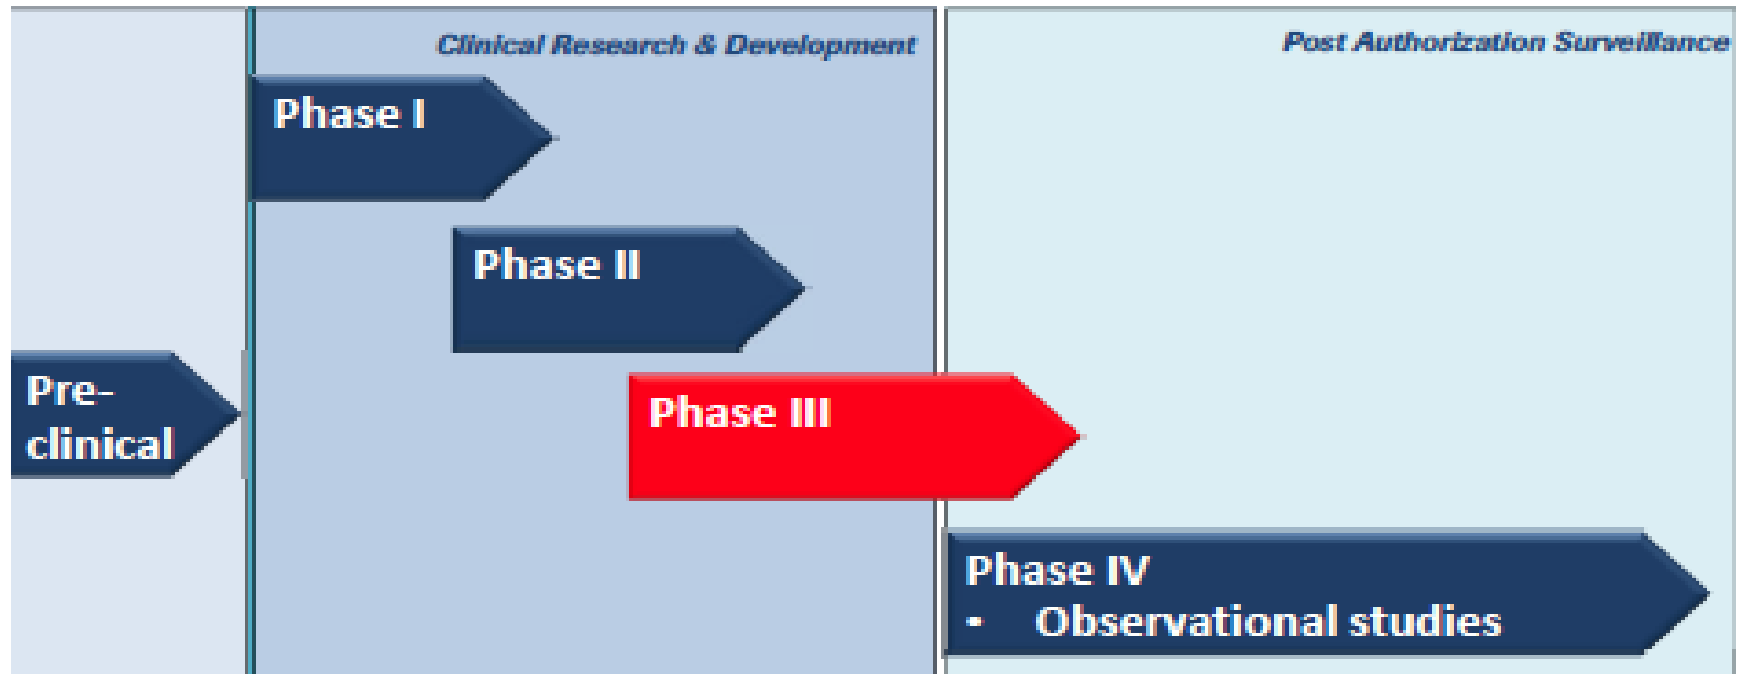 Clinical Research & Development
Post Authorization Surveillance
Phase I
Phase II
Pre-
clinical
Phase III
Phase IV
• Observational studies